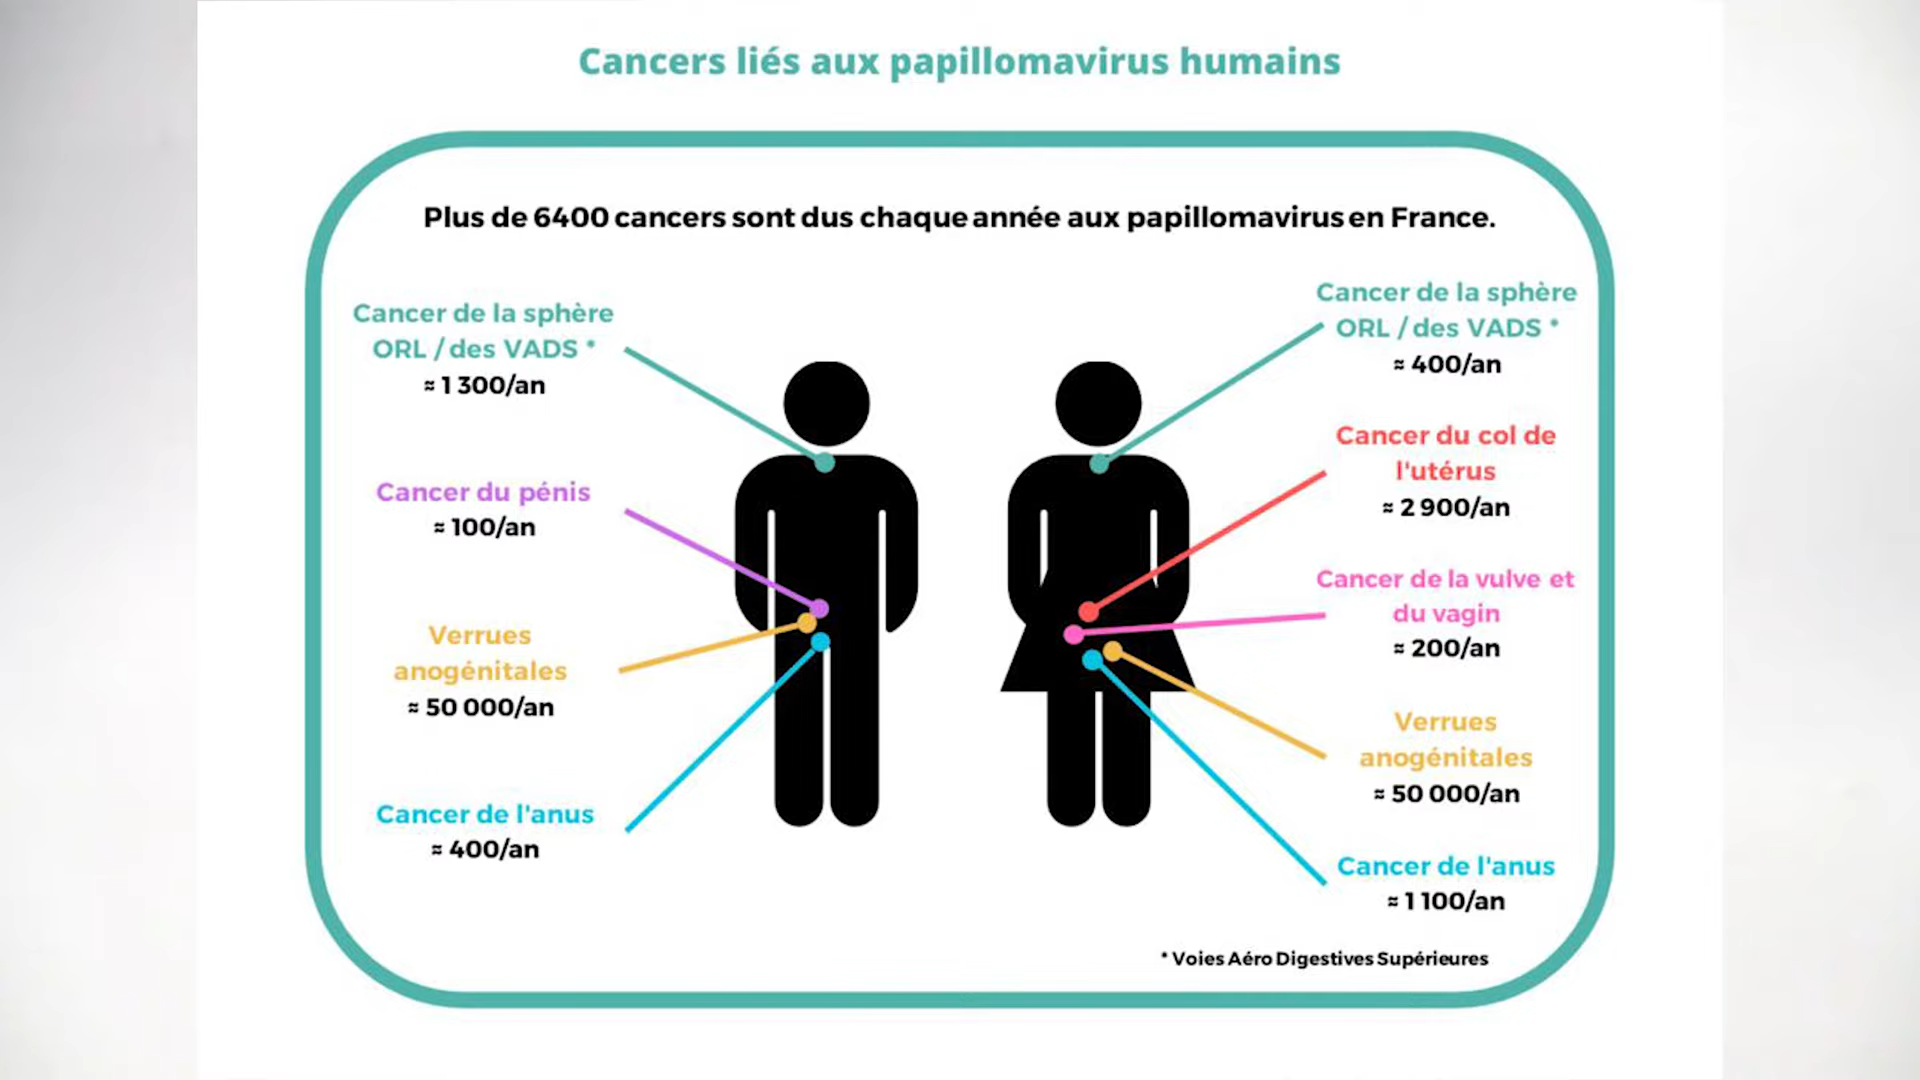 Cancers liés aux papillomavirus humains
Plus de 6400 cancers sont dus chaque année aux papillomavirus en France.
Cancer de la sphère
ORL / des VADS *
≈ 1 300/an
Cancer du pénis
≈ 100/an
Verrues
anogénitales
≈ 50 000/an
Cancer de l'anus
≈ 400/an
Cancer de la sphère
ORL / des VADS *
≈ 400/an
Cancer du col de
l'utérus
≈ 2 900/an
Cancer de la vulve et
du vagin
≈ 200/an
Verrues
anogénitales
≈ 50 000/an
Cancer de l'anus
≈ 1 100/an
* Voies Aéro Digestives Supérieures